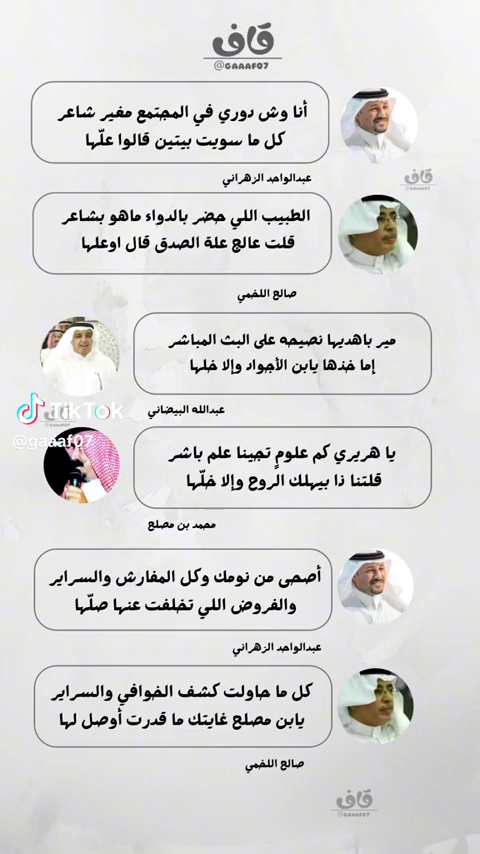 قاف
@GAAAF07
أنا وش دوري في المجتمع مغير شاعر
كل ما سويت بيتين قالوا علّها
عبدالواحد الزهراني
قاف
@GAAAF07
الطبيب اللي حضر بالدواء ماهو بشاعر
قلت عالج علة الصدق قال اوعلها
صالح اللخمي
مير باهديها نصيحه على البث المباشر
إما خذها يابن الأجواد وإلا خلها
عبدالله البيضاني
TikTok
@gaaaf07
يا هريري كم علومٍ تجينا علم باشر
قلتنا ذا بيهلك الروح وإلا خلّها
محمد بن مصلح
أصحى من نومك وكل المفارش والسراير
والفروض اللي تخلفت عنها صلّها
عبدالواحد الزهراني
كل ما حاولت كشف الخوافي والسراير
يابن مصلح غايتك ما قدرت أوصل لها
صالح اللخمي
قاف
@GAAAF07